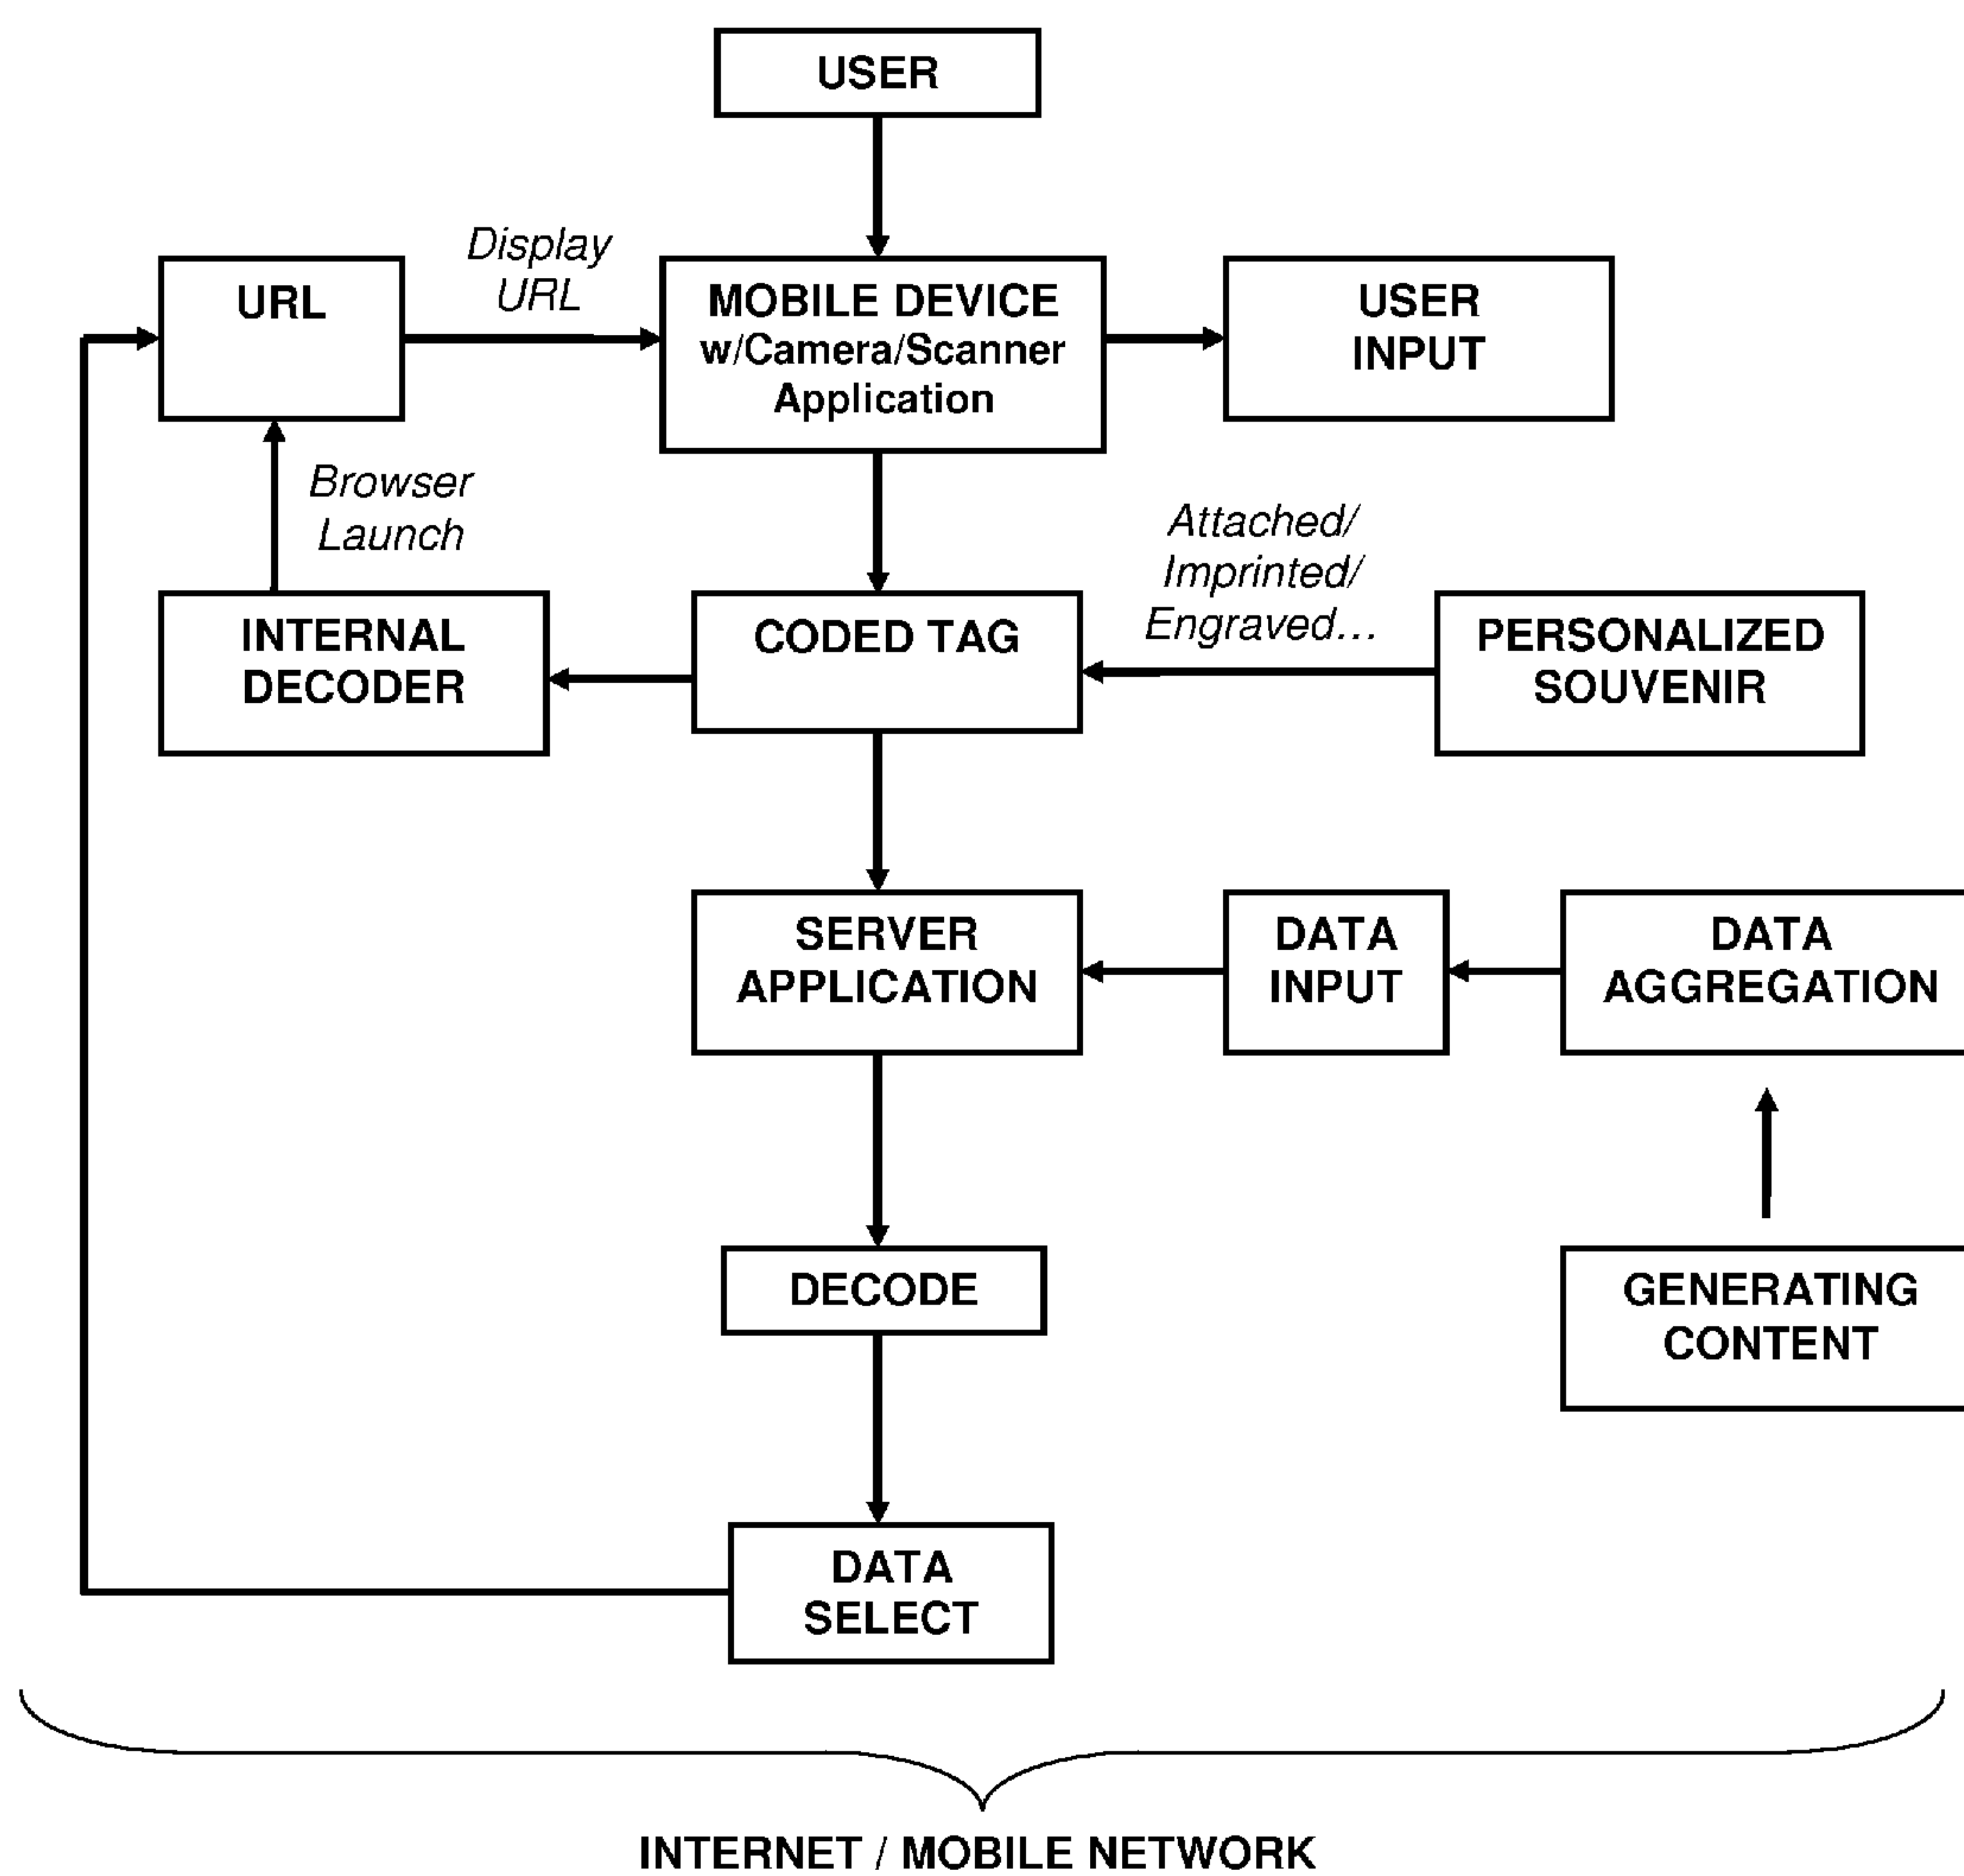 USER
Display
URL
URL
MOBILE DEVICE
w/Camera/Scanner
Application
USER
INPUT
Browser
Launch
Attached/
Imprinted/
Engraved...
INTERNAL
DECODER
CODED TAG
PERSONALIZED
SOUVENIR
SERVER
APPLICATION
DATA
INPUT
DATA
AGGREGATION
DECODE
GENERATING
CONTENT
DATA
SELECT
INTERNET / MOBILE NETWORK